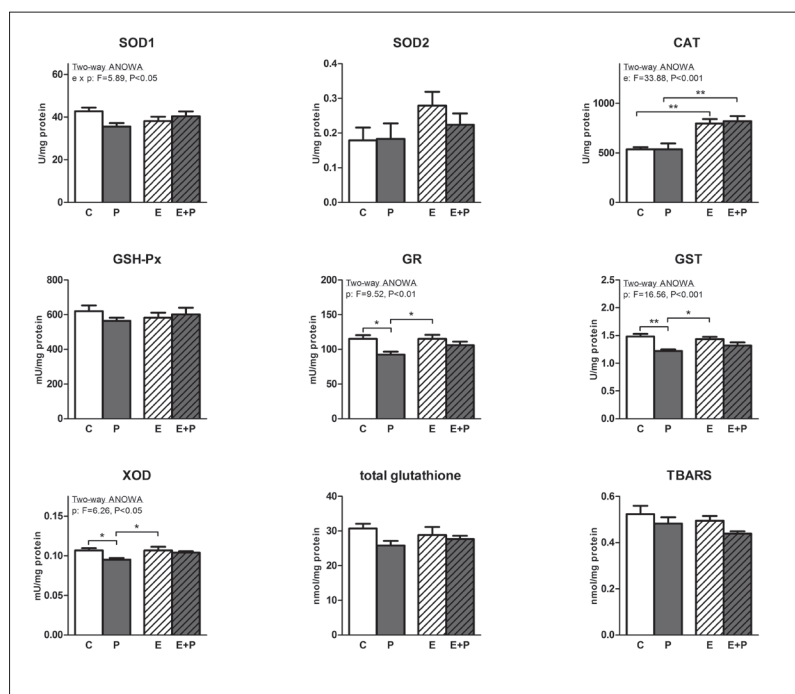 SOD1
Two-way ANOWA
e x p: F=5.89, P<0.05
U/mg protein
60
40
20
0
C P E E+P
SOD2
U/mg protein
0.4
0.3
0.2
0.1
0.0
C P E E+P
CAT
Two-way ANOWA
e: F=33.88, P<0.001
**
**
U/mg protein
1000
500
0
C P E E+P
GSH-Px
mU/mg protein
800
600
400
200
0
C P E E+P
GR
Two-way ANOWA
p: F=9.52, P<0.01
* *
mU/mg protein
200
150
100
50
0
C P E E+P
GST
Two-way ANOWA
p: F=16.56, P<0.001
** *
U/mg protein
2.5
2.0
1.5
1.0
0.5
0.0
C P E E+P
XOD
Two-way ANOWA
p: F=6.26, P<0.05
* *
mU/mg protein
0.15
0.10
0.05
0.00
C P E E+P
total glutathione
nmol/mg protein
40
30
20
10
0
C P E E+P
TBARS
nmol/mg protein
0.6
0.4
0.2
0.0
C P E E+P